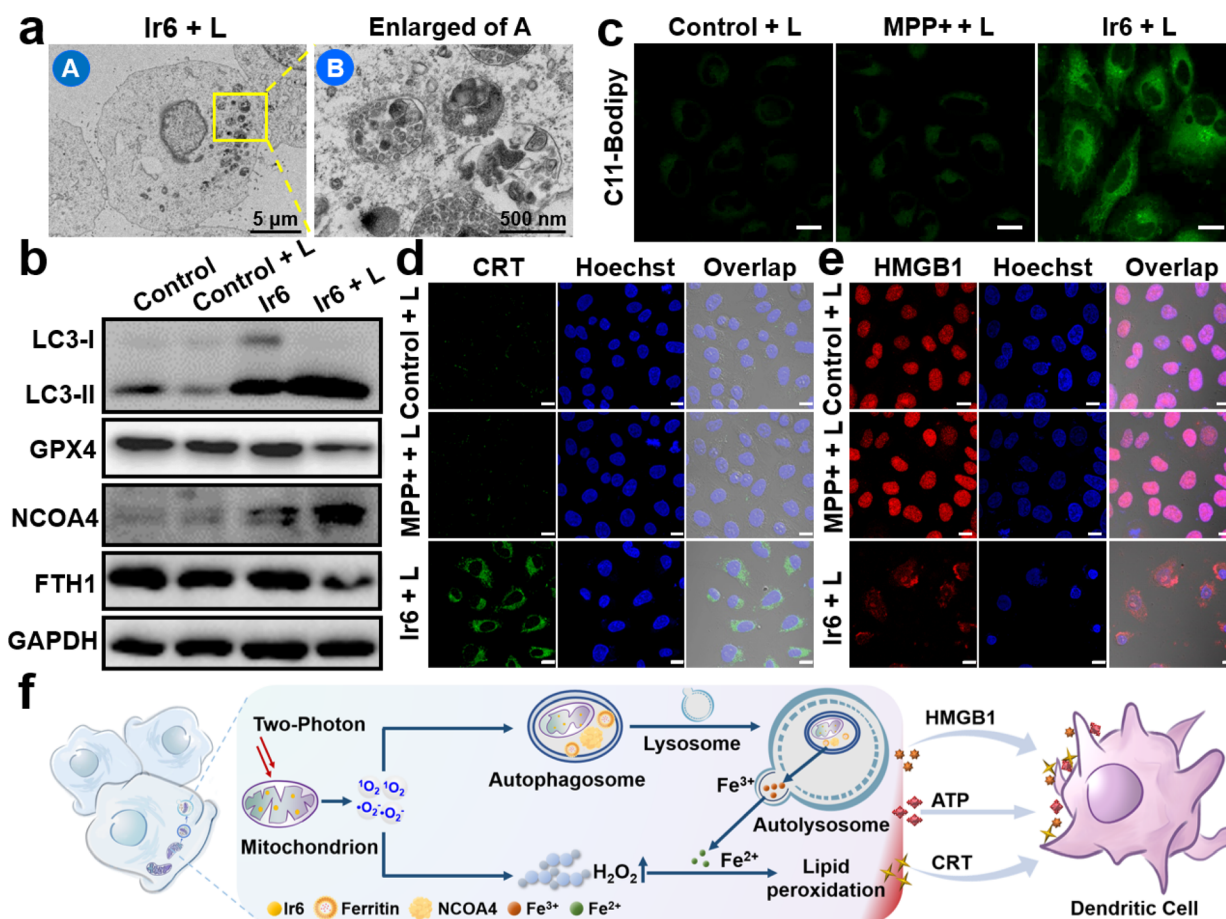 a
Ir6 + L
Enlarged of A
A
B
5 µm
500 nm
c
Control + L
MPP+ + L
Ir6 + L
C11-Bodipy
b
Control
Control + L
Ir6
Ir6 + L
LC3-I
LC3-II
GPX4
NCOA4
FTH1
GAPDH
d
CRT
Hoechst
Overlap
Control + L
MPP+ + L
Ir6 + L
e
HMGB1
Hoechst
Overlap
Control + L
MPP+ + L
Ir6 + L
f
Two-Photon
Mitochondrion
¹O₂ ¹O₂
•O₂⁻ •O₂⁻
Autophagosome
Lysosome
Fe³⁺
Autolysosome
H₂O₂
Fe²⁺
Lipid
peroxidation
HMGB1
ATP
CRT
Dendritic Cell
Ir6 Ferritin NCOA4 Fe³⁺ Fe²⁺